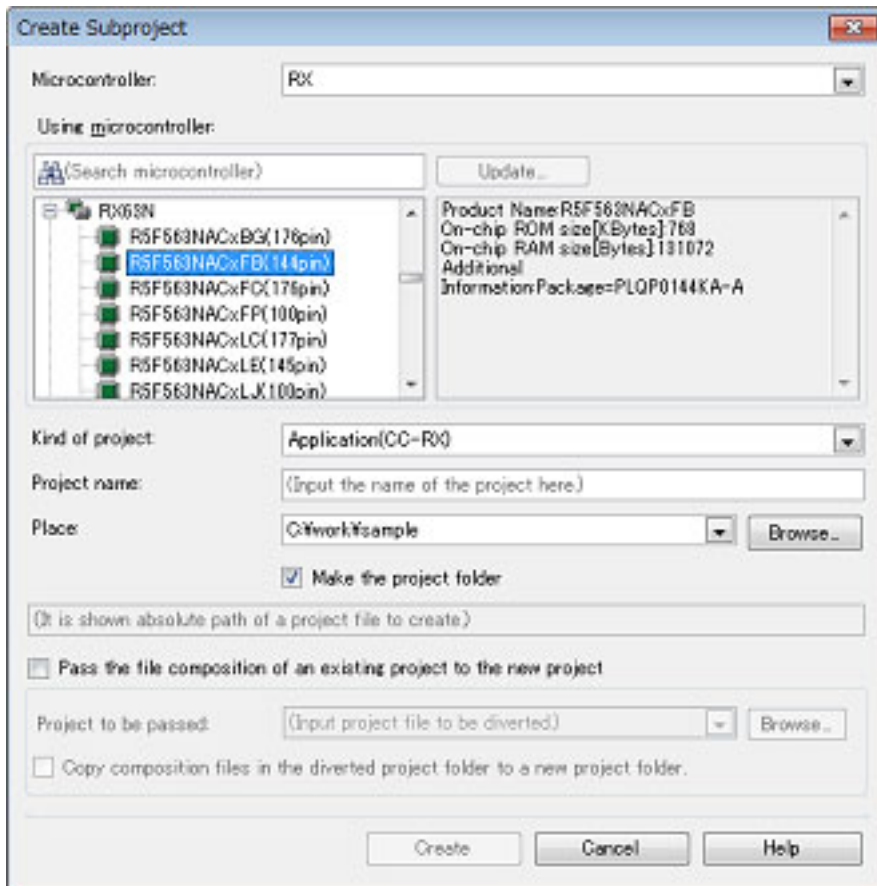 Create Subproject
Microcontroller:
RX
Using microcontroller:
(Search microcontroller)
Update...
RX63N
R5F563NACxBG(176pin)
R5F563NACxFB(144pin)
R5F563NACxFC(176pin)
R5F563NACxFP(100pin)
R5F563NACxLC(177pin)
R5F563NACxLE(145pin)
R5F563NACxLJ(100pin)
Product Name:R5F563NACxFB
On-chip ROM size[KBytes]:768
On-chip RAM size[Bytes]:131072
Additional
Information:Package=PLQP0144KA-A
Kind of project:
Application(CC-RX)
Project name:
(Input the name of the project here.)
Place:
C:¥work¥sample
Browse...
Make the project folder
(It is shown absolute path of a project file to create)
Pass the file composition of an existing project to the new project
Project to be passed:
(Input project file to be diverted.)
Browse...
Copy composition files in the diverted project folder to a new project folder.
Create
Cancel
Help